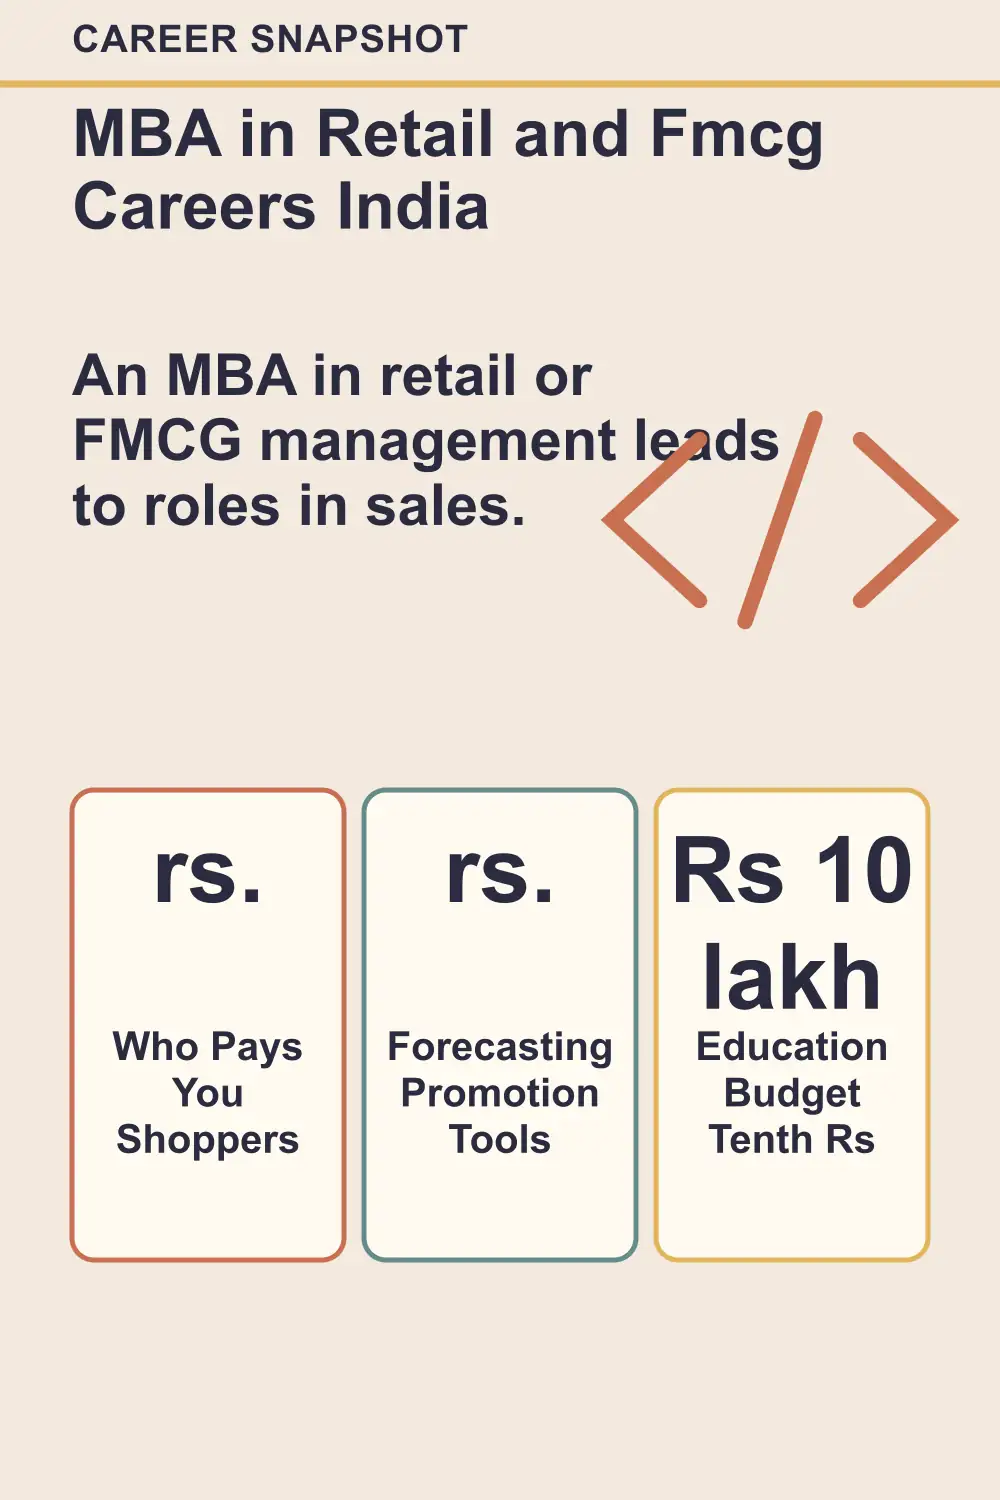 CAREER SNAPSHOT
MBA in Retail and Fmcg
Careers India
An MBA in retail or
FMCG management leads
to roles in sales.
rs.
Who Pays
You
Shoppers
rs.
Forecasting
Promotion
Tools
Rs 10
lakh
Education
Budget
Tenth Rs